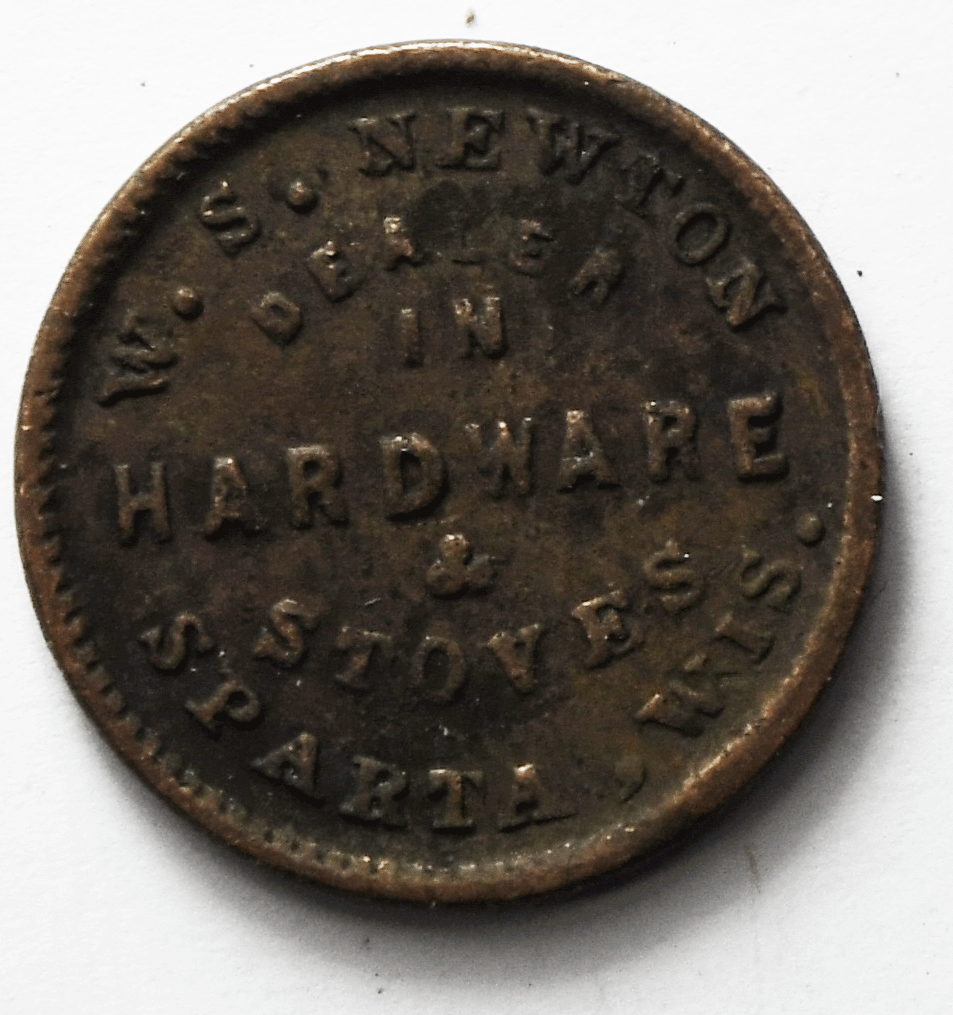 W. S. NEWTON
DEALER
IN
HARDWARE
&
STOVES
SPARTA, WIS.